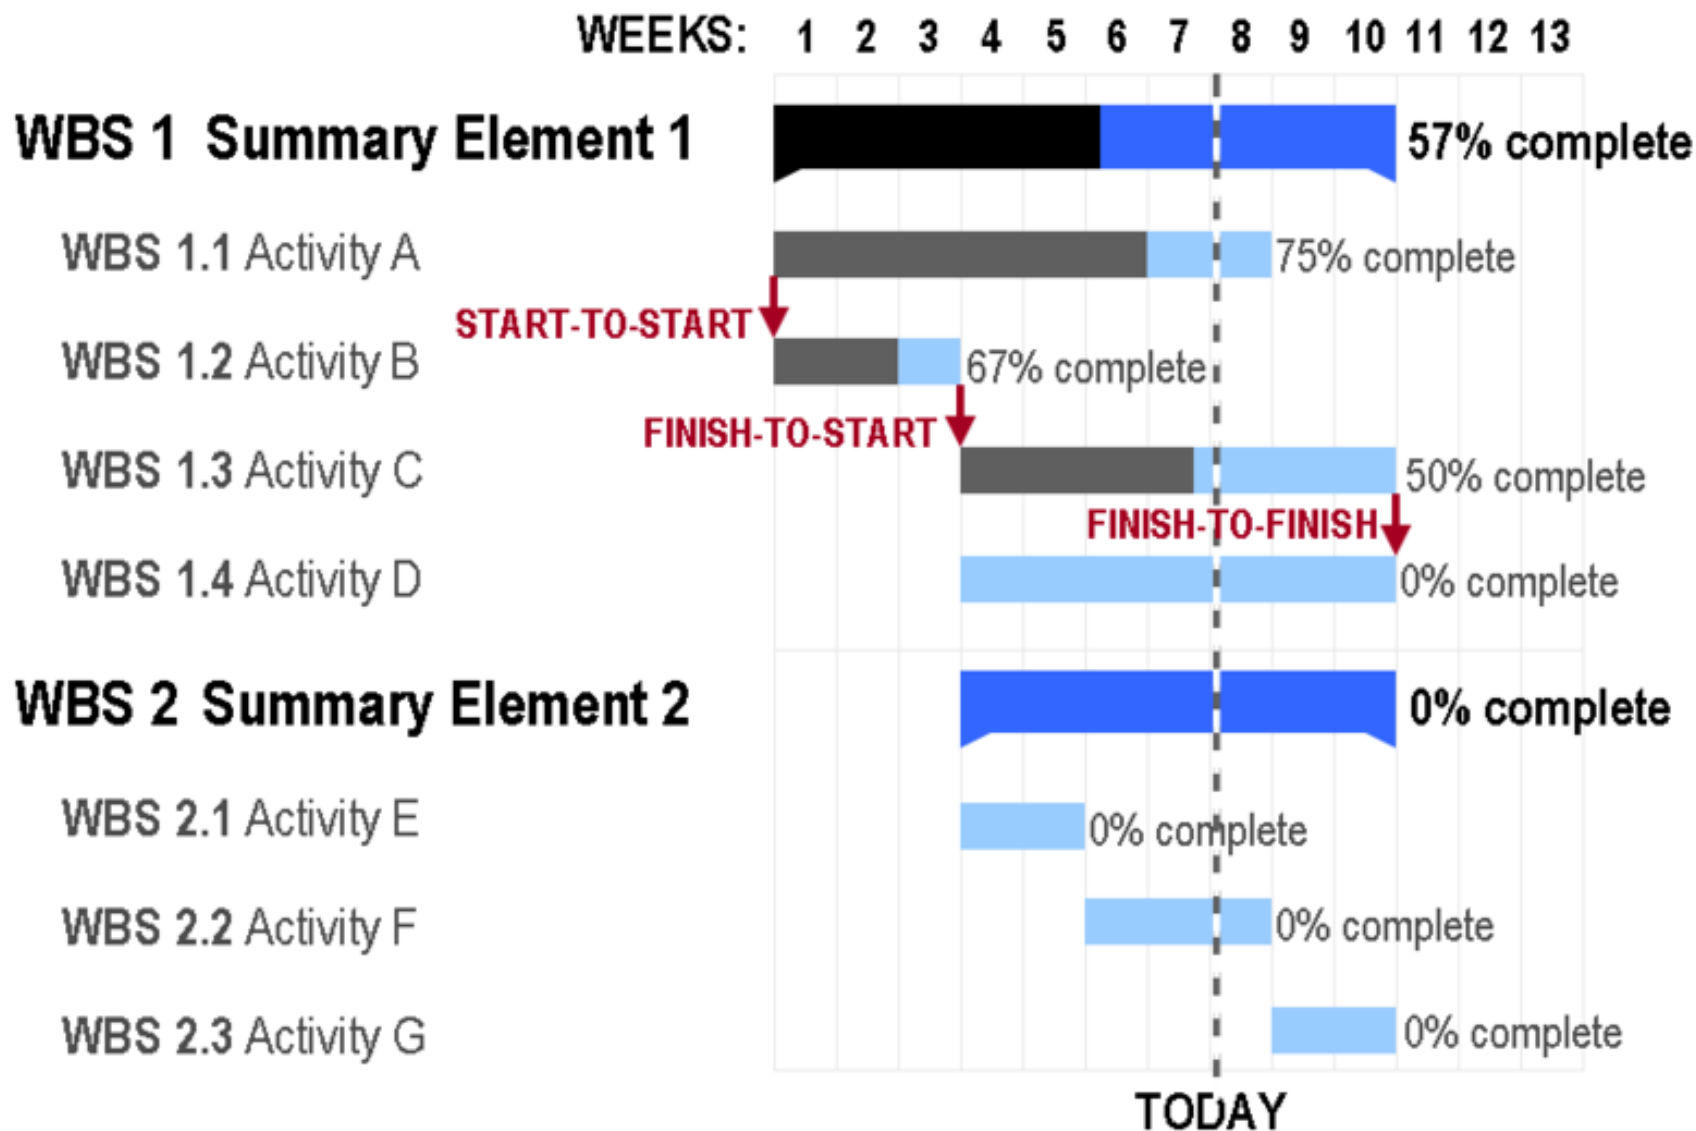 WEEKS: 1 2 3 4 5 6 7 8 9 10 11 12 13
WBS 1 Summary Element 1 57% complete
WBS 1.1 Activity A 75% complete
START-TO-START
WBS 1.2 Activity B 67% complete
FINISH-TO-START
WBS 1.3 Activity C 50% complete
FINISH-TO-FINISH
WBS 1.4 Activity D 0% complete
WBS 2 Summary Element 2 0% complete
WBS 2.1 Activity E 0% complete
WBS 2.2 Activity F 0% complete
WBS 2.3 Activity G 0% complete
TODAY